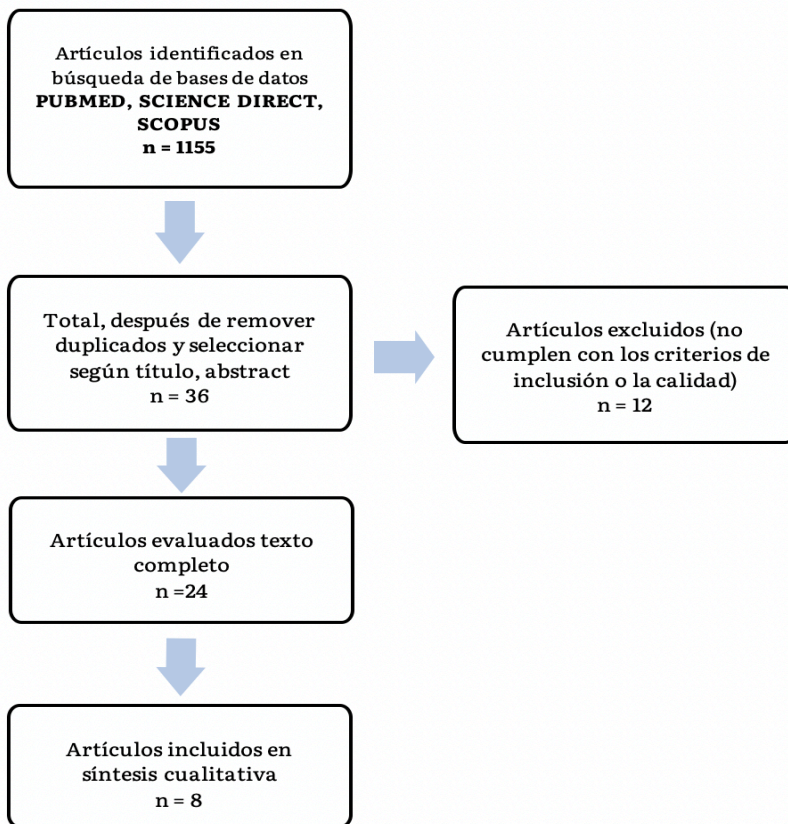 Artículos identificados en
búsqueda de bases de datos
PUBMED, SCIENCE DIRECT,
SCOPUS
n = 1155
Total, después de remover
duplicados y seleccionar
según título, abstract
n = 36
Artículos excluidos (no
cumplen con los criterios de
inclusión o la calidad)
n = 12
Artículos evaluados texto
completo
n =24
Artículos incluidos en
síntesis cualitativa
n = 8